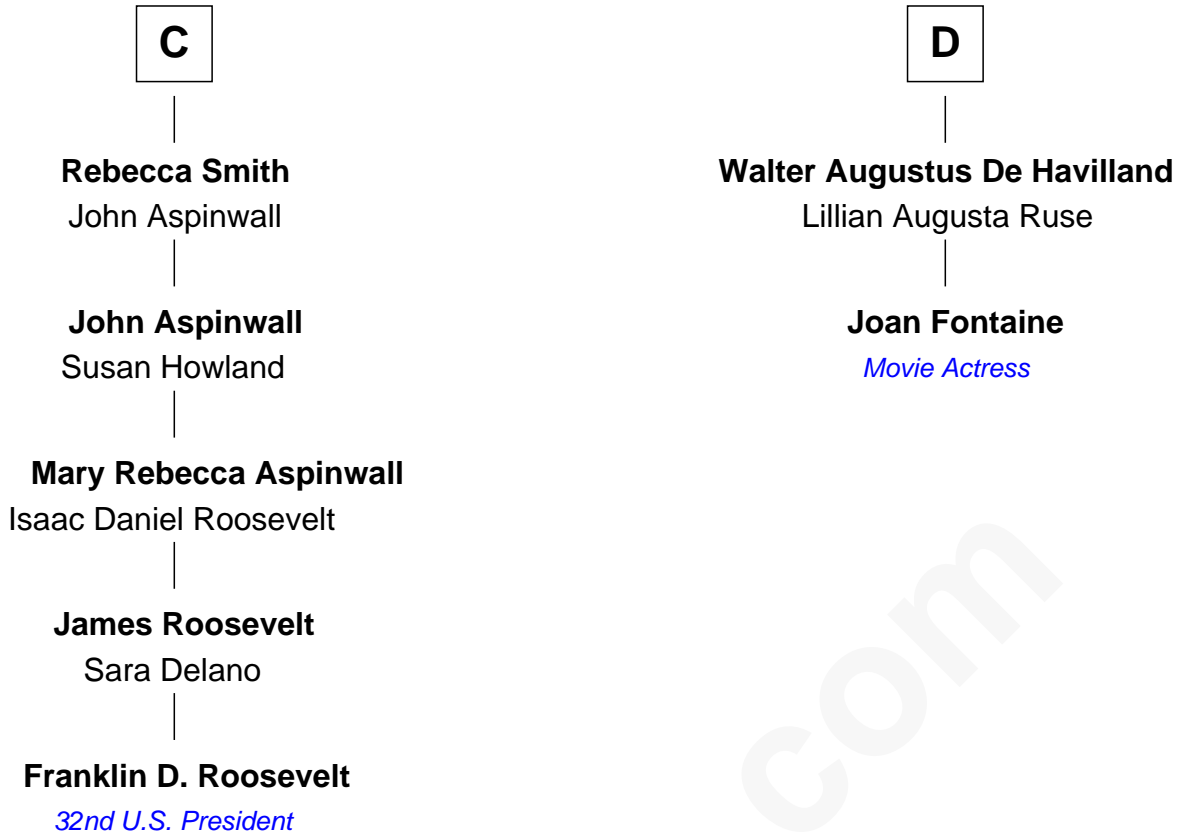 C
Rebecca Smith
John Aspinwall
John Aspinwall
Susan Howland
Mary Rebecca Aspinwall
Isaac Daniel Roosevelt
James Roosevelt
Sara Delano
Franklin D. Roosevelt
32nd U.S. President
D
Walter Augustus De Havilland
Lillian Augusta Ruse
Joan Fontaine
Movie Actress
com